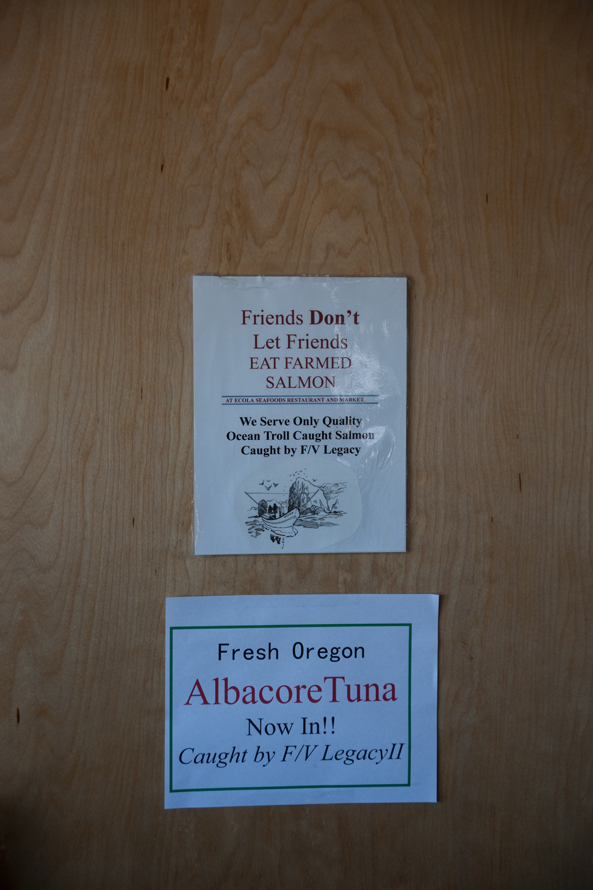 Friends Don't
Let Friends
EAT FARMED
SALMON
AT ECOLA SEAFOODS RESTAURANT AND MARKET
We Serve Only Quality
Ocean Troll Caught Salmon
Caught by F/V Legacy
Fresh Oregon
AlbacoreTuna
Now In!!
Caught by F/V LegacyII